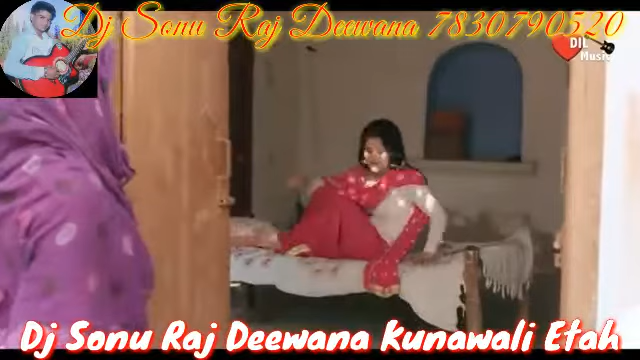 Dj Sonu Raj Deewana 7830790520
DIL
Music
Dj Sonu Raj Deewana Kunawali Etah